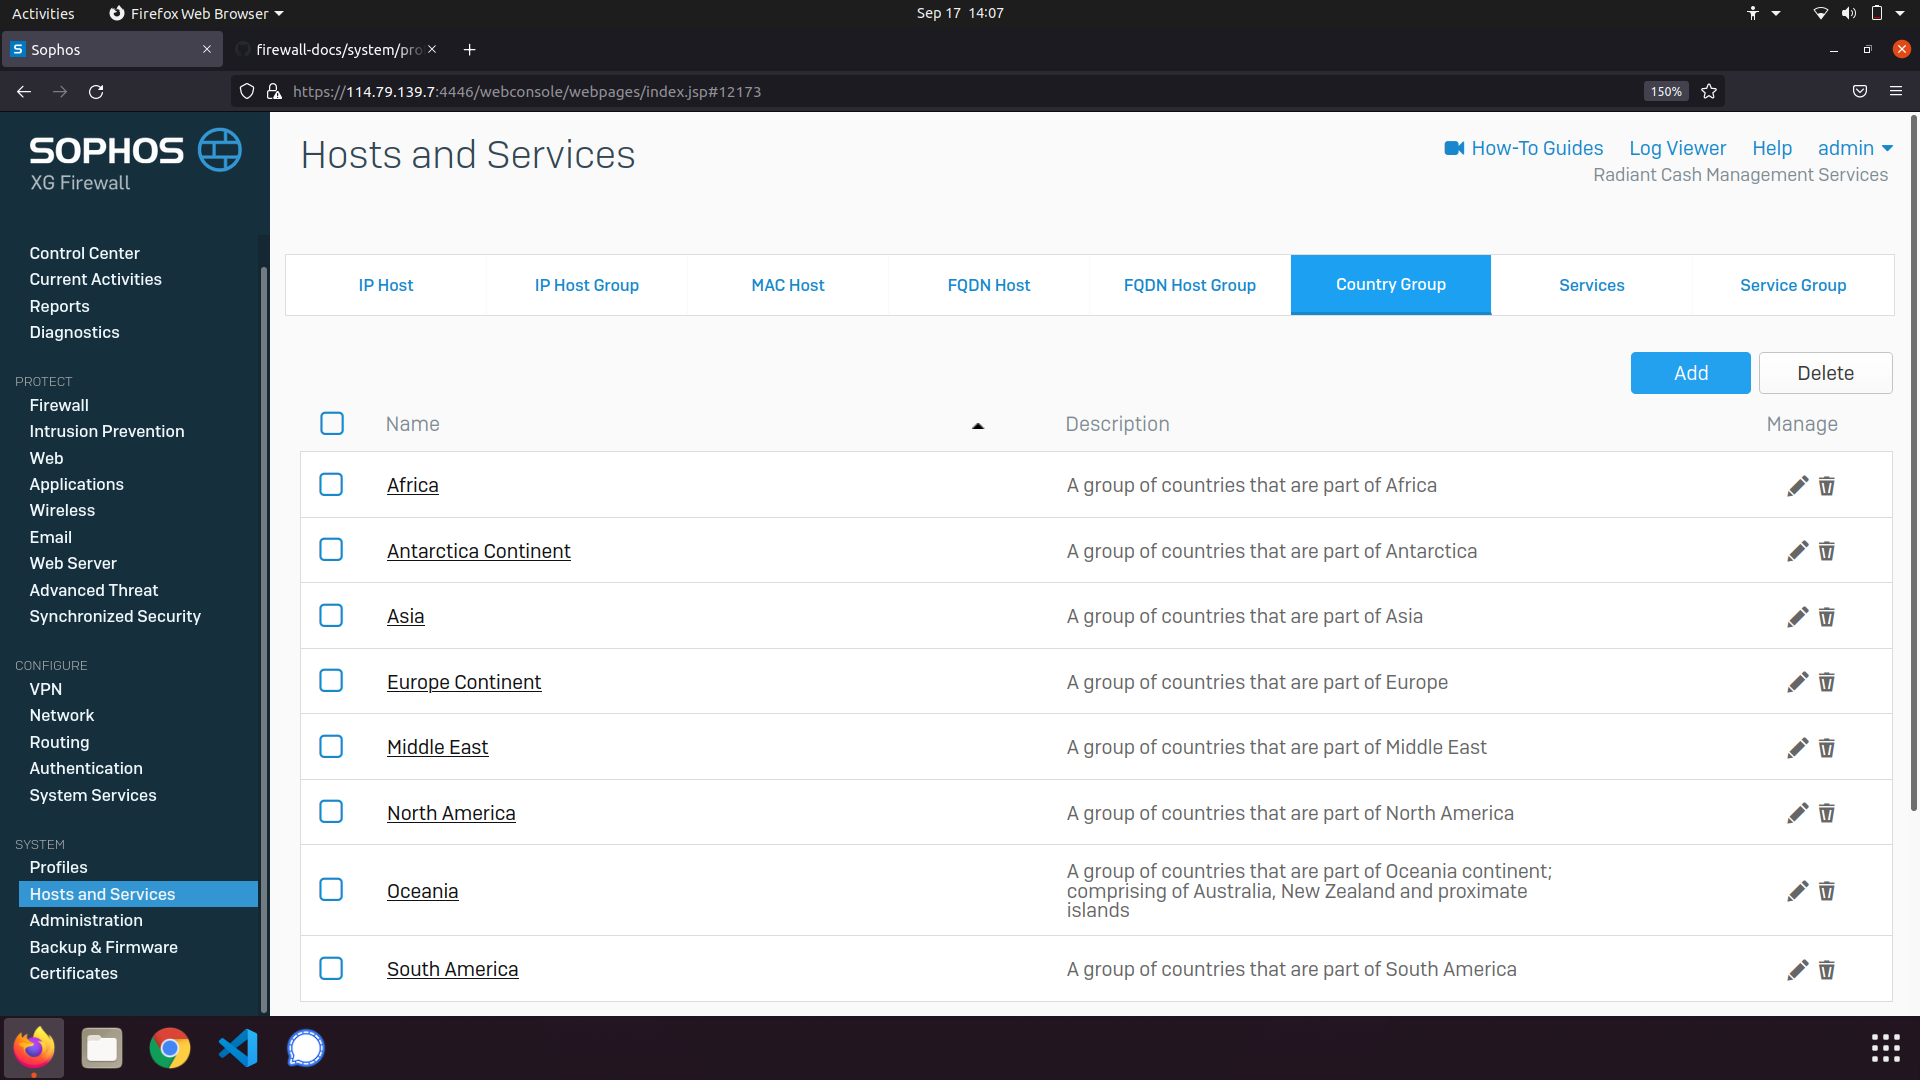 Activities
Firefox Web Browser
Sep 17 14:07
Sophos
firewall-docs/system/pro
https://114.79.139.7:4446/webconsole/webpages/index.jsp#12173
150%
SOPHOS
XG Firewall
Hosts and Services
How-To Guides
Log Viewer
Help
admin
Radiant Cash Management Services
Control Center
Current Activities
Reports
Diagnostics
PROTECT
Firewall
Intrusion Prevention
Web
Applications
Wireless
Email
Web Server
Advanced Threat
Synchronized Security
CONFIGURE
VPN
Network
Routing
Authentication
System Services
SYSTEM
Profiles
Hosts and Services
Administration
Backup & Firmware
Certificates
IP Host
IP Host Group
MAC Host
FQDN Host
FQDN Host Group
Country Group
Services
Service Group
Add
Delete
Name
Description
Manage
Africa
A group of countries that are part of Africa
Antarctica Continent
A group of countries that are part of Antarctica
Asia
A group of countries that are part of Asia
Europe Continent
A group of countries that are part of Europe
Middle East
A group of countries that are part of Middle East
North America
A group of countries that are part of North America
Oceania
A group of countries that are part of Oceania continent;
comprising of Australia, New Zealand and proximate
islands
South America
A group of countries that are part of South America